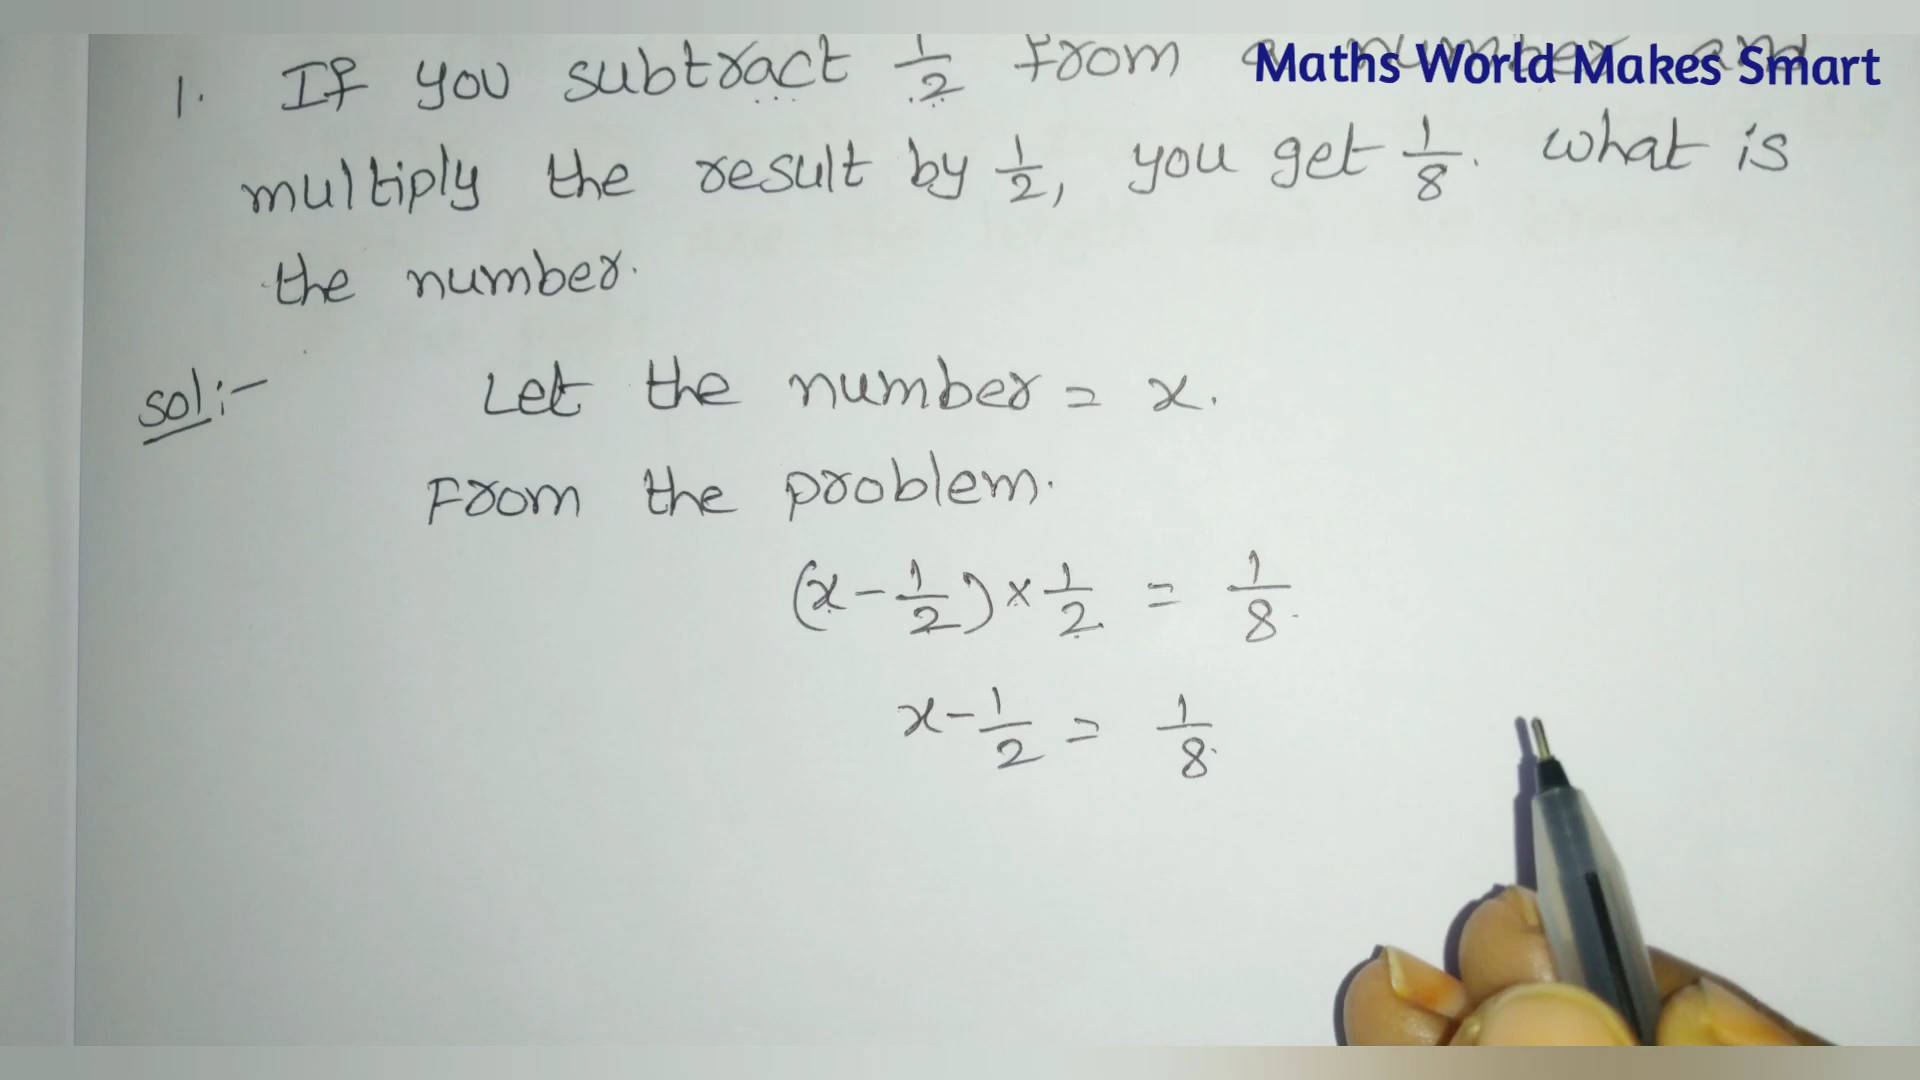 Maths World Makes Smart
1. If you subtract 1/2 from a number and
multiply the result by 1/2, you get 1/8. what is
the number.
sol:- Let the number = x.
From the problem.
(x - 1/2) × 1/2 = 1/8.
x - 1/2 = 1/8.